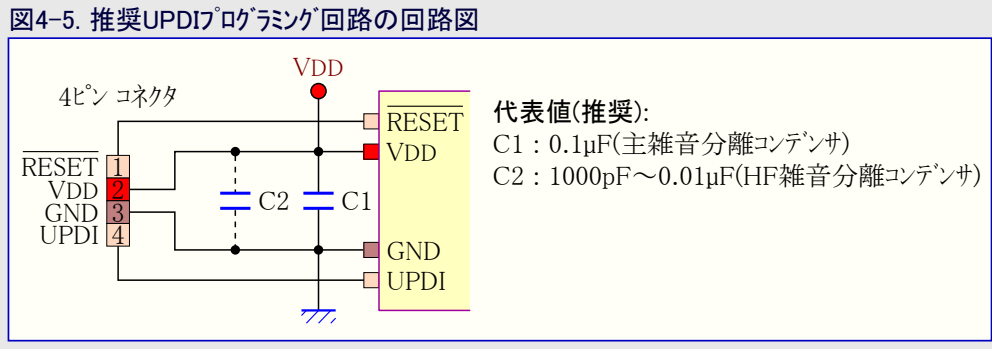 図4-5. 推奨UPDIﾌﾟﾛｸﾞﾗﾐﾝｸﾞ回路の回路図
VDD
4ﾋﾟﾝ ｺﾈｸﾀ
RESET
VDD
GND
UPDI
1
2
3
4
C2
C1
RESET
VDD
GND
UPDI
代表値(推奨):
C1 : 0.1µF(主雑音分離ｺﾝﾃﾞﾝｻ)
C2 : 1000pF～0.01µF(HF雑音分離ｺﾝﾃﾞﾝｻ)